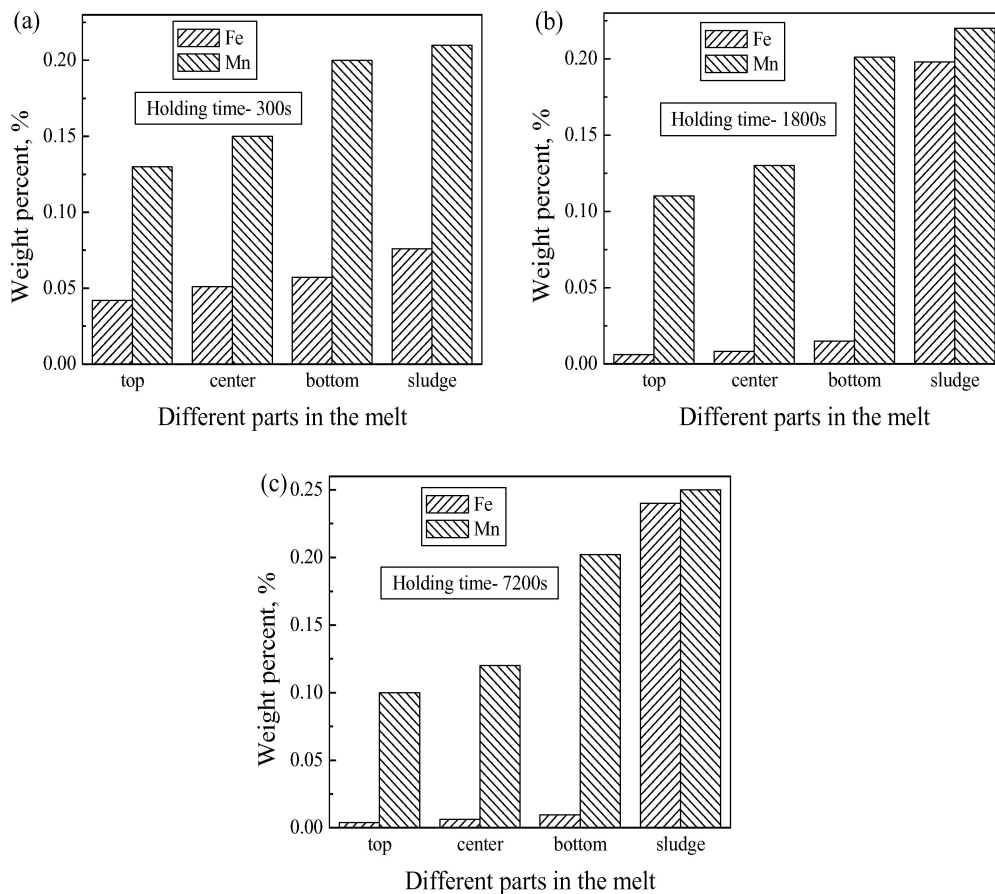 (a)
Fe
Mn
Holding time- 300s
0.20
0.15
0.10
0.05
0.00
Weight percent, %
top center bottom sludge
Different parts in the melt
(b)
Fe
Mn
Holding time- 1800s
0.20
0.15
0.10
0.05
0.00
Weight percent, %
top center bottom sludge
Different parts in the melt
(c)
Fe
Mn
Holding time- 7200s
0.25
0.20
0.15
0.10
0.05
0.00
Weight percent, %
top center bottom sludge
Different parts in the melt